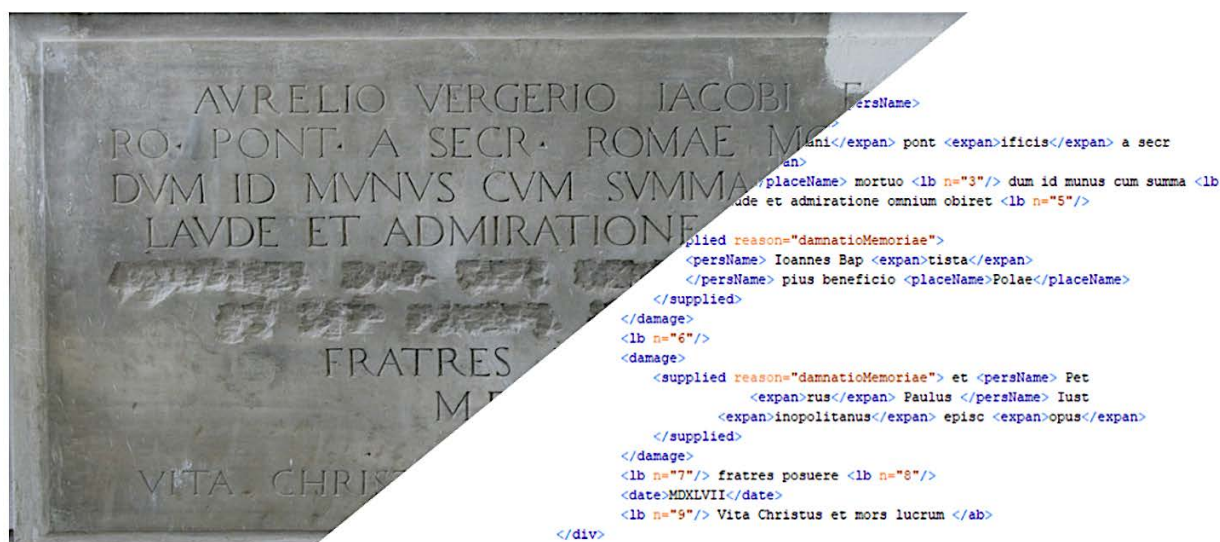 AVRELIO VERGERIO IACOBI F
RO· PONT· A SECR· ROMAE MO
DVM ID MVNVS CVM SVMMA
LAVDE ET ADMIRATIONE
FRATRES
M
VITA CHRIS
ersName>
ani</expan> pont <expan>ificis</expan> a secr
an>
/placeName> mortuo <lb n="3"/> dum id munus cum summa <lb
ude et admiratione omnium obiret <lb n="5"/>
plied reason="damnatioMemoriae">
<persName> Ioannes Bap <expan>tista</expan>
</persName> pius beneficio <placeName>Polae</placeName>
</supplied>
</damage>
<lb n="6"/>
<damage>
<supplied reason="damnatioMemoriae"> et <persName> Pet
<expan>rus</expan> Paulus </persName> Iust
<expan>inopolitanus</expan> episc <expan>opus</expan>
</supplied>
</damage>
<lb n="7"/> fratres posuere <lb n="8"/>
<date>MDXLVII</date>
<lb n="9"/> Vita Christus et mors lucrum </ab>
</div>